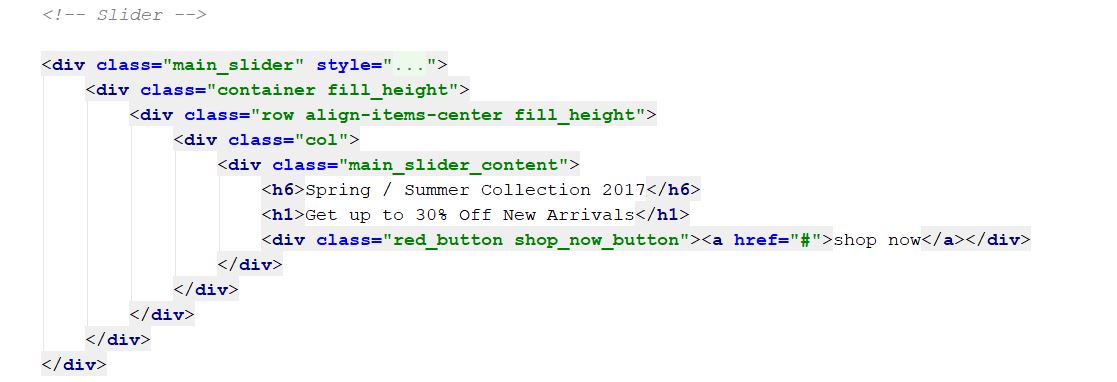 <!-- Slider -->
<div class="main_slider" style="...">
<div class="container fill_height">
<div class="row align-items-center fill_height">
<div class="col">
<div class="main_slider_content">
<h6>Spring / Summer Collection 2017</h6>
<h1>Get up to 30% Off New Arrivals</h1>
<div class="red_button shop_now_button"><a href="#">shop now</a></div>
</div>
</div>
</div>
</div>
</div>